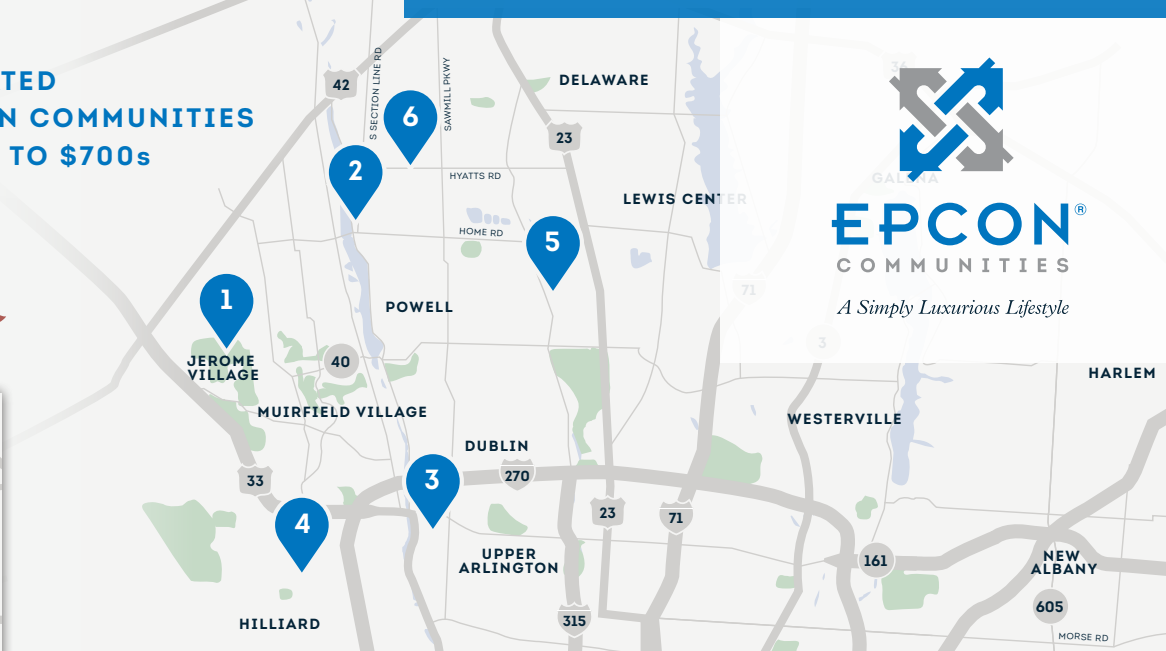 TED
N COMMUNITIES
TO $700s
42
S SECTION LINE RD
SAWMILL PKWY
DELAWARE
6
23
2
HYATTS RD
LEWIS CENTER
HOME RD
5
36
GALENA
EPCON®
COMMUNITIES
A Simply Luxurious Lifestyle
71
3
1
POWELL
JEROME
VILLAGE
40
MUIRFIELD VILLAGE
HARLEM
WESTERVILLE
DUBLIN
33
3
270
4
23
71
UPPER
ARLINGTON
161
NEW
ALBANY
605
HILLIARD
315
MORSE RD